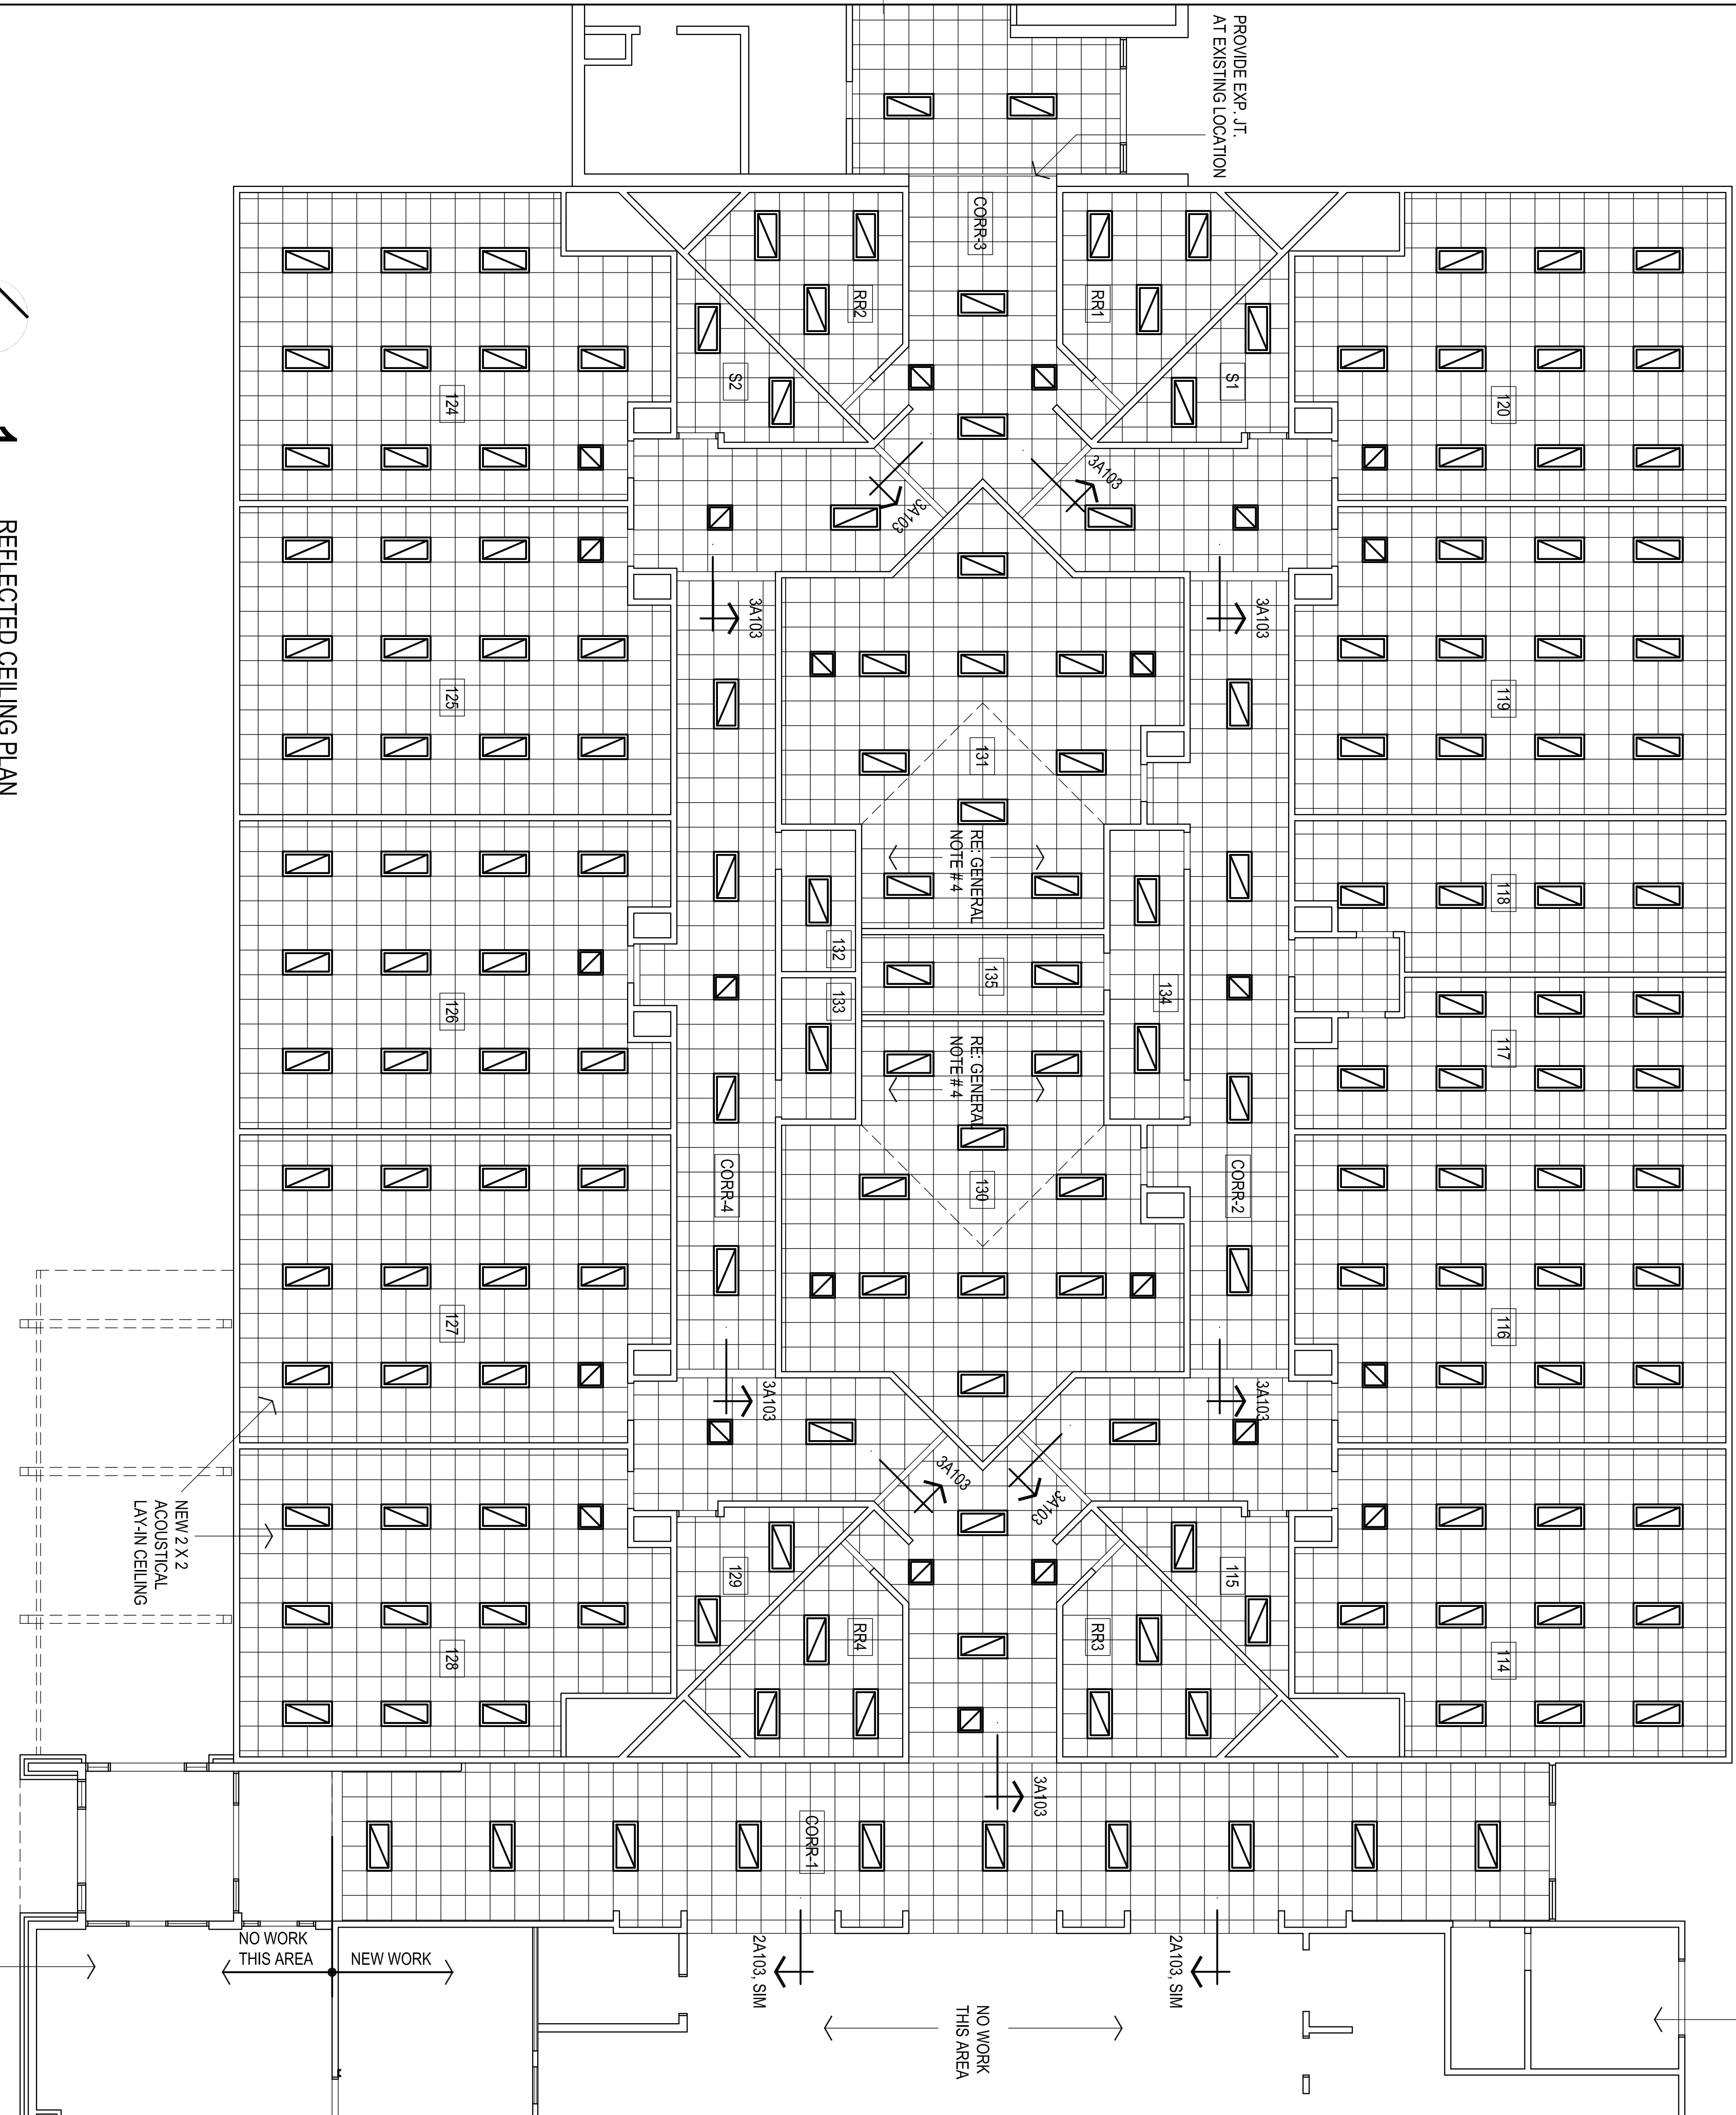 PROVIDE EXP. JT.
AT EXISTING LOCATION
CORR-3
RR2
RR1
S2
S1
124
120
3A103
3A103
3A103
3A103
125
119
131
RE: GENERAL
NOTE # 4
118
132
135
133
134
126
117
RE: GENERAL
NOTE # 4
CORR-4
130
CORR-2
127
116
3A103
3A103
3A103
3A103
NEW 2 X 2
ACOUSTICAL
LAY-IN CEILING
129
115
RR4
RR3
128
114
3A103
CORR-1
NO WORK
THIS AREA
NEW WORK
2A103, SIM
2A103, SIM
NO WORK
THIS AREA
1
REFLECTED CEILING PLAN